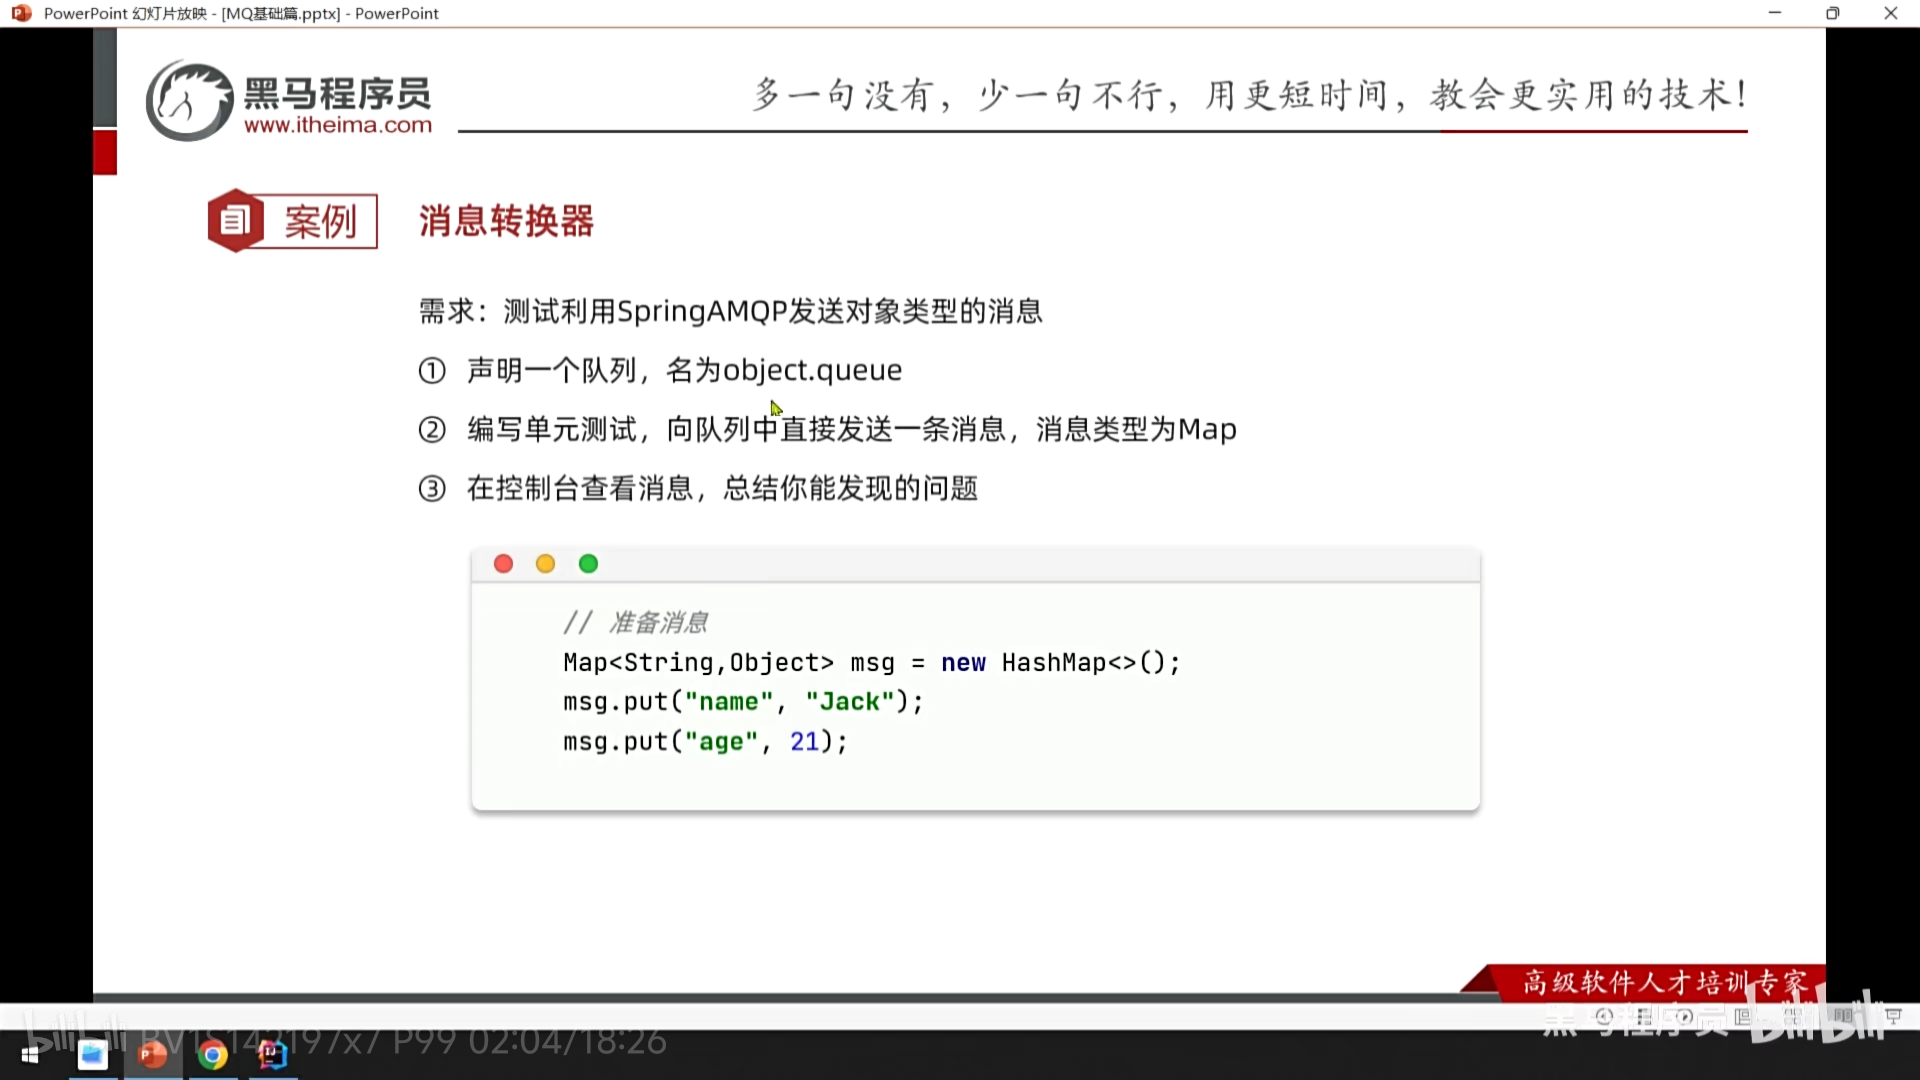 PowerPoint 幻灯片放映 - [MQ基础篇.pptx] - PowerPoint
黑马程序员
www.itheima.com
多一句没有，少一句不行，用更短时间，教会更实用的技术！
案例
消息转换器
需求：测试利用SpringAMQP发送对象类型的消息
① 声明一个队列，名为object.queue
② 编写单元测试，向队列中直接发送一条消息，消息类型为Map
③ 在控制台查看消息，总结你能发现的问题
// 准备消息
Map<String,Object> msg = new HashMap<>();
msg.put("name", "Jack");
msg.put("age", 21);
高级软件人才培训专家
黑马程序员 bilibili
bilibili P99 02:04/18:26